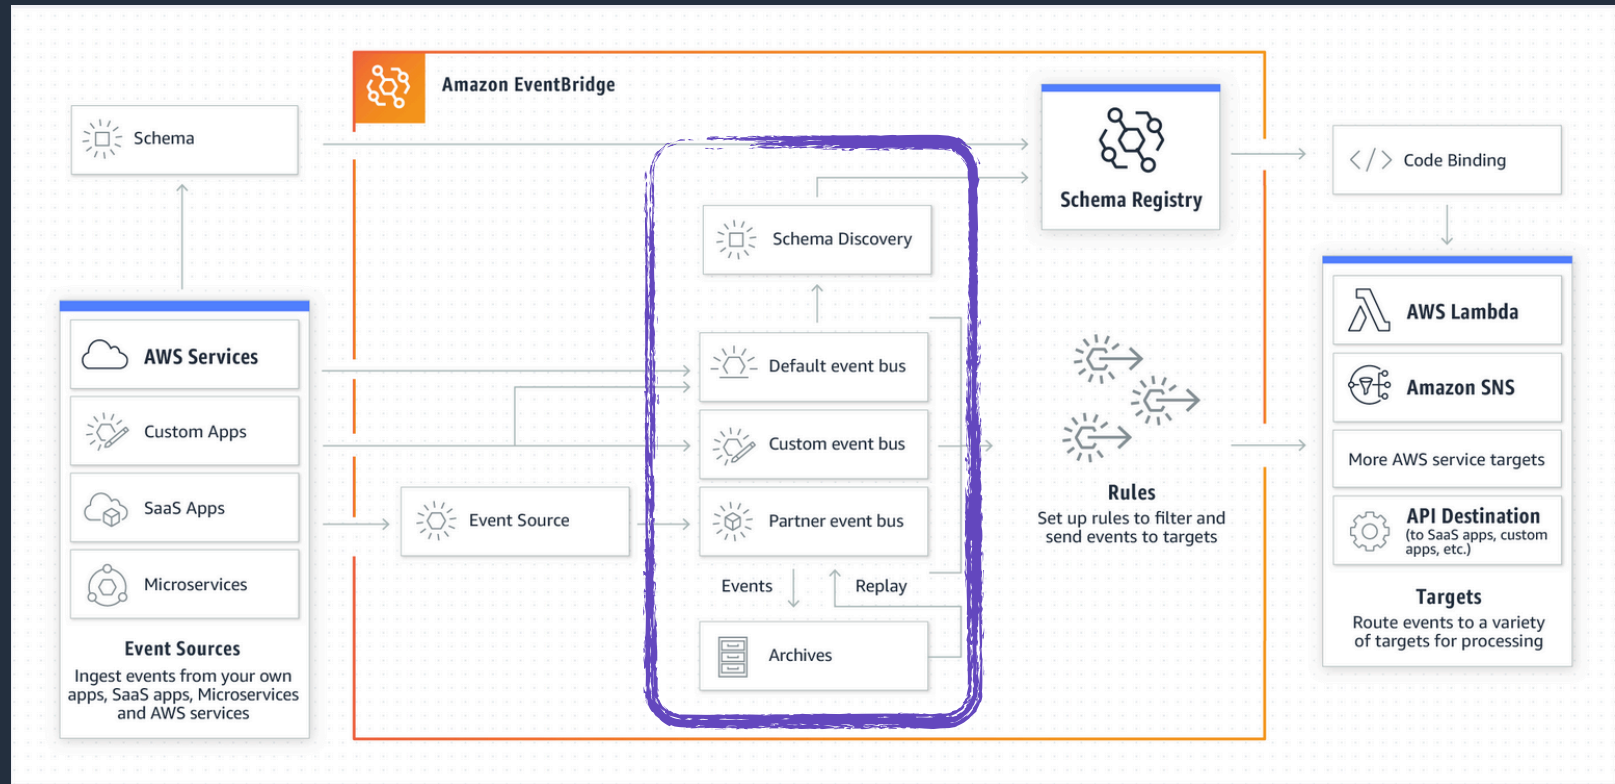 Amazon EventBridge
Schema
Schema Registry
Code Binding
Schema Discovery
AWS Services
Custom Apps
SaaS Apps
Microservices
Event Sources
Ingest events from your own
apps, SaaS apps, Microservices
and AWS services
Event Source
Default event bus
Custom event bus
Partner event bus
Events
Replay
Archives
Rules
Set up rules to filter and
send events to targets
AWS Lambda
Amazon SNS
More AWS service targets
API Destination
(to SaaS apps, custom
apps, etc.)
Targets
Route events to a variety
of targets for processing